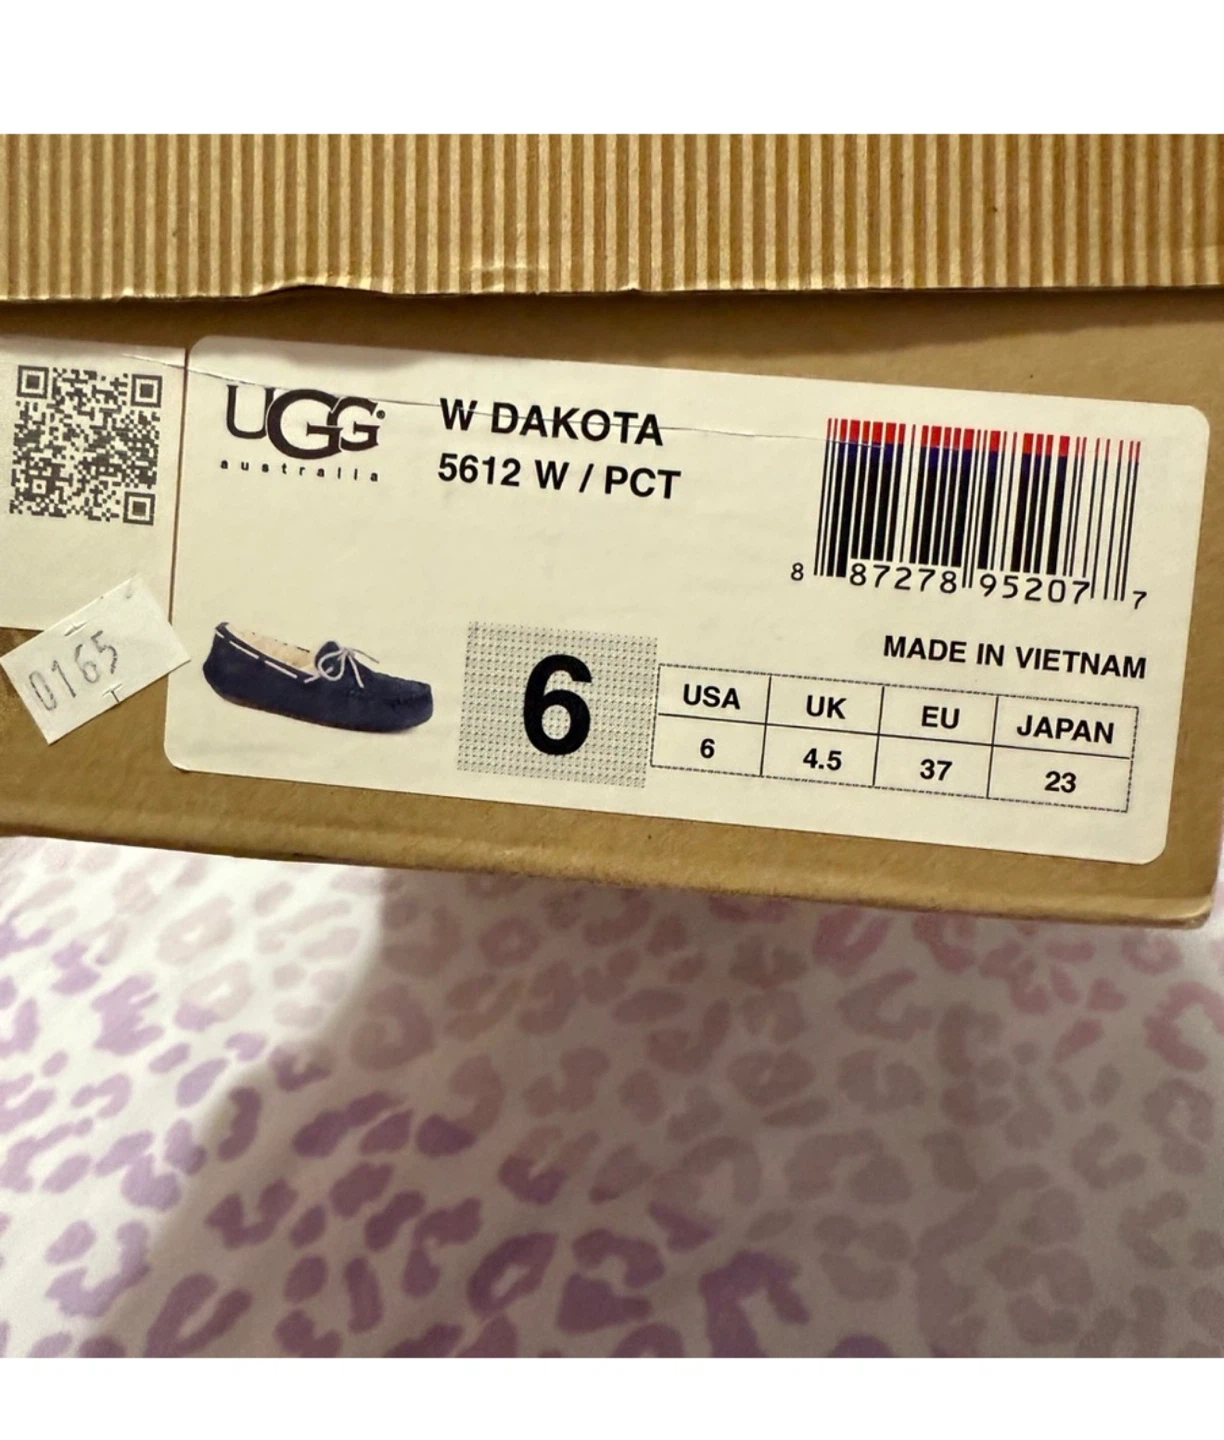 UGG®
australia
W DAKOTA
5612 W / PCT
8 87278 95207 7
MADE IN VIETNAM
6
USA UK EU JAPAN
6 4.5 37 23
0165